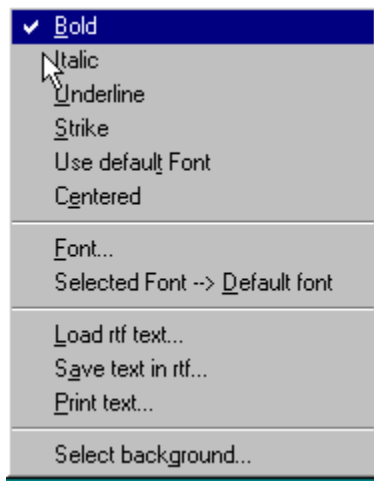 Bold
Italic
Underline
Strike
Use default Font
Centered
Font...
Selected Font --> Default font
Load rtf text...
Save text in rtf...
Print text...
Select background...